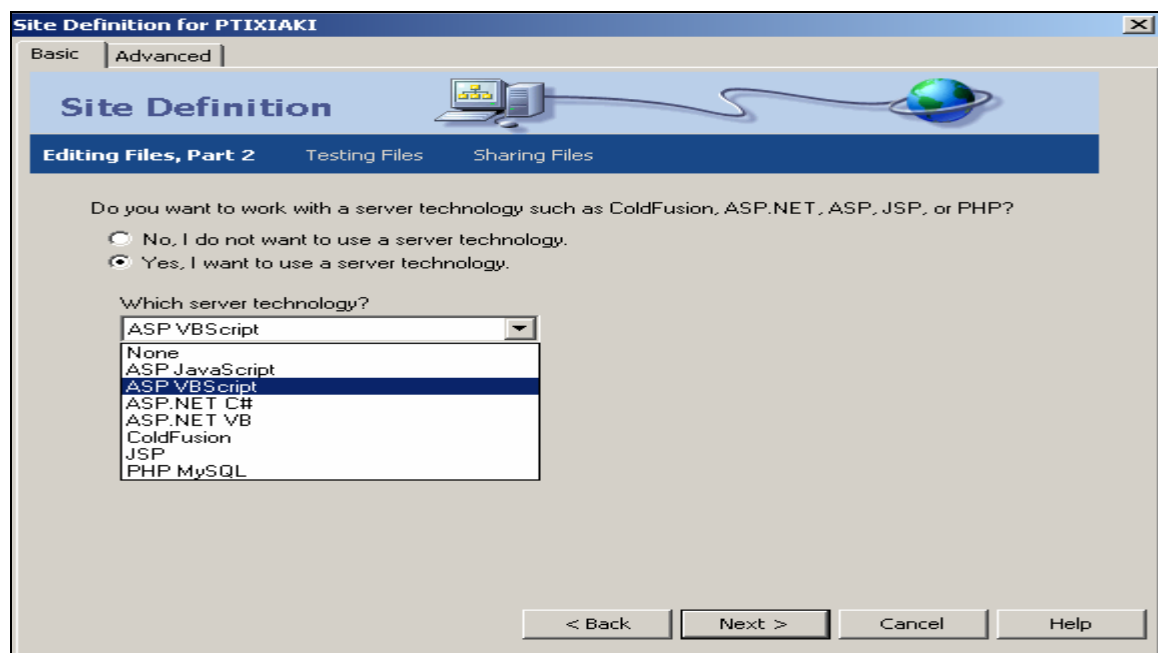 Site Definition for PTIXIAKI
Basic Advanced
Site Definition
Editing Files, Part 2 Testing Files Sharing Files
Do you want to work with a server technology such as ColdFusion, ASP.NET, ASP, JSP, or PHP?
No, I do not want to use a server technology.
Yes, I want to use a server technology.
Which server technology?
ASP VBScript
None
ASP JavaScript
ASP VBScript
ASP.NET C#
ASP.NET VB
ColdFusion
JSP
PHP MySQL
< Back Next > Cancel Help